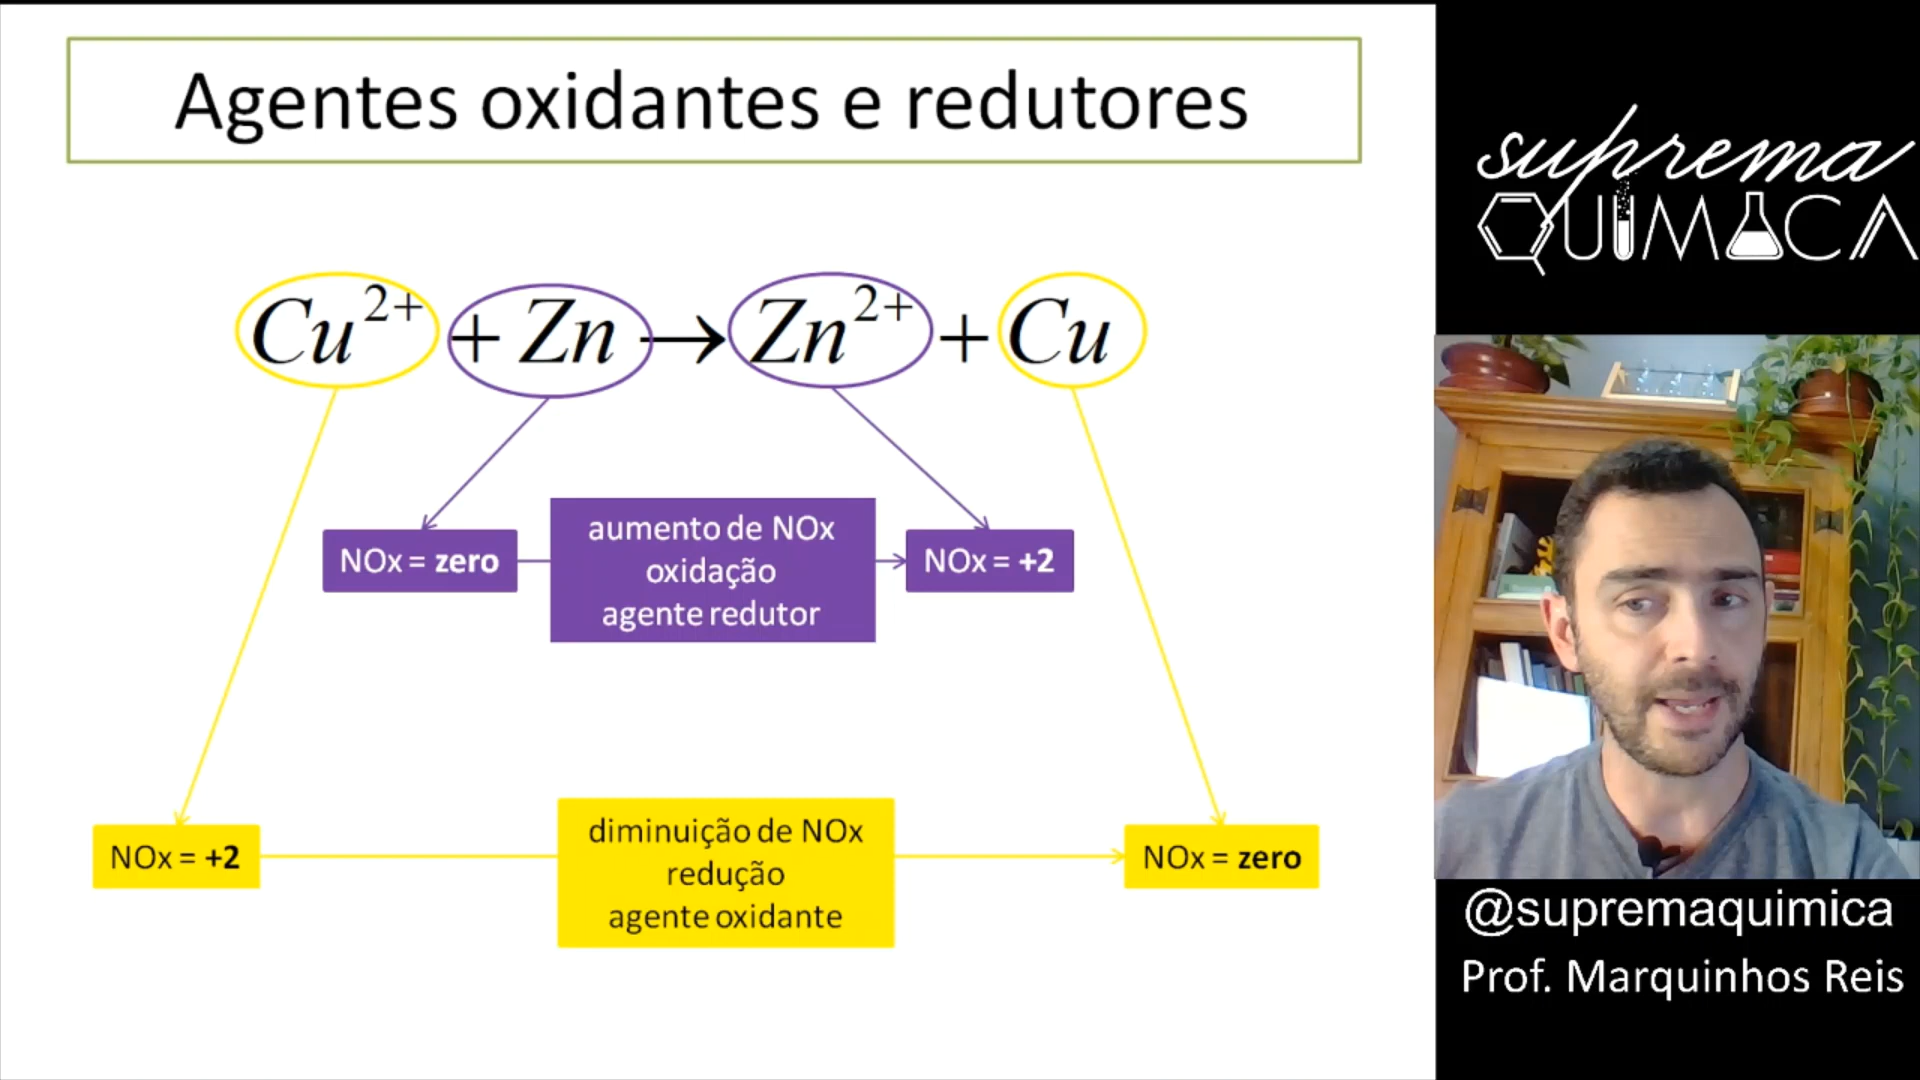 Agentes oxidantes e redutores
Cu²⁺ + Zn → Zn²⁺ + Cu
NOx = zero
aumento de NOx
oxidação
agente redutor
NOx = +2
NOx = +2
diminuição de NOx
redução
agente oxidante
NOx = zero
suprema
QUÍMICA
@supremaquimica
Prof. Marquinhos Reis